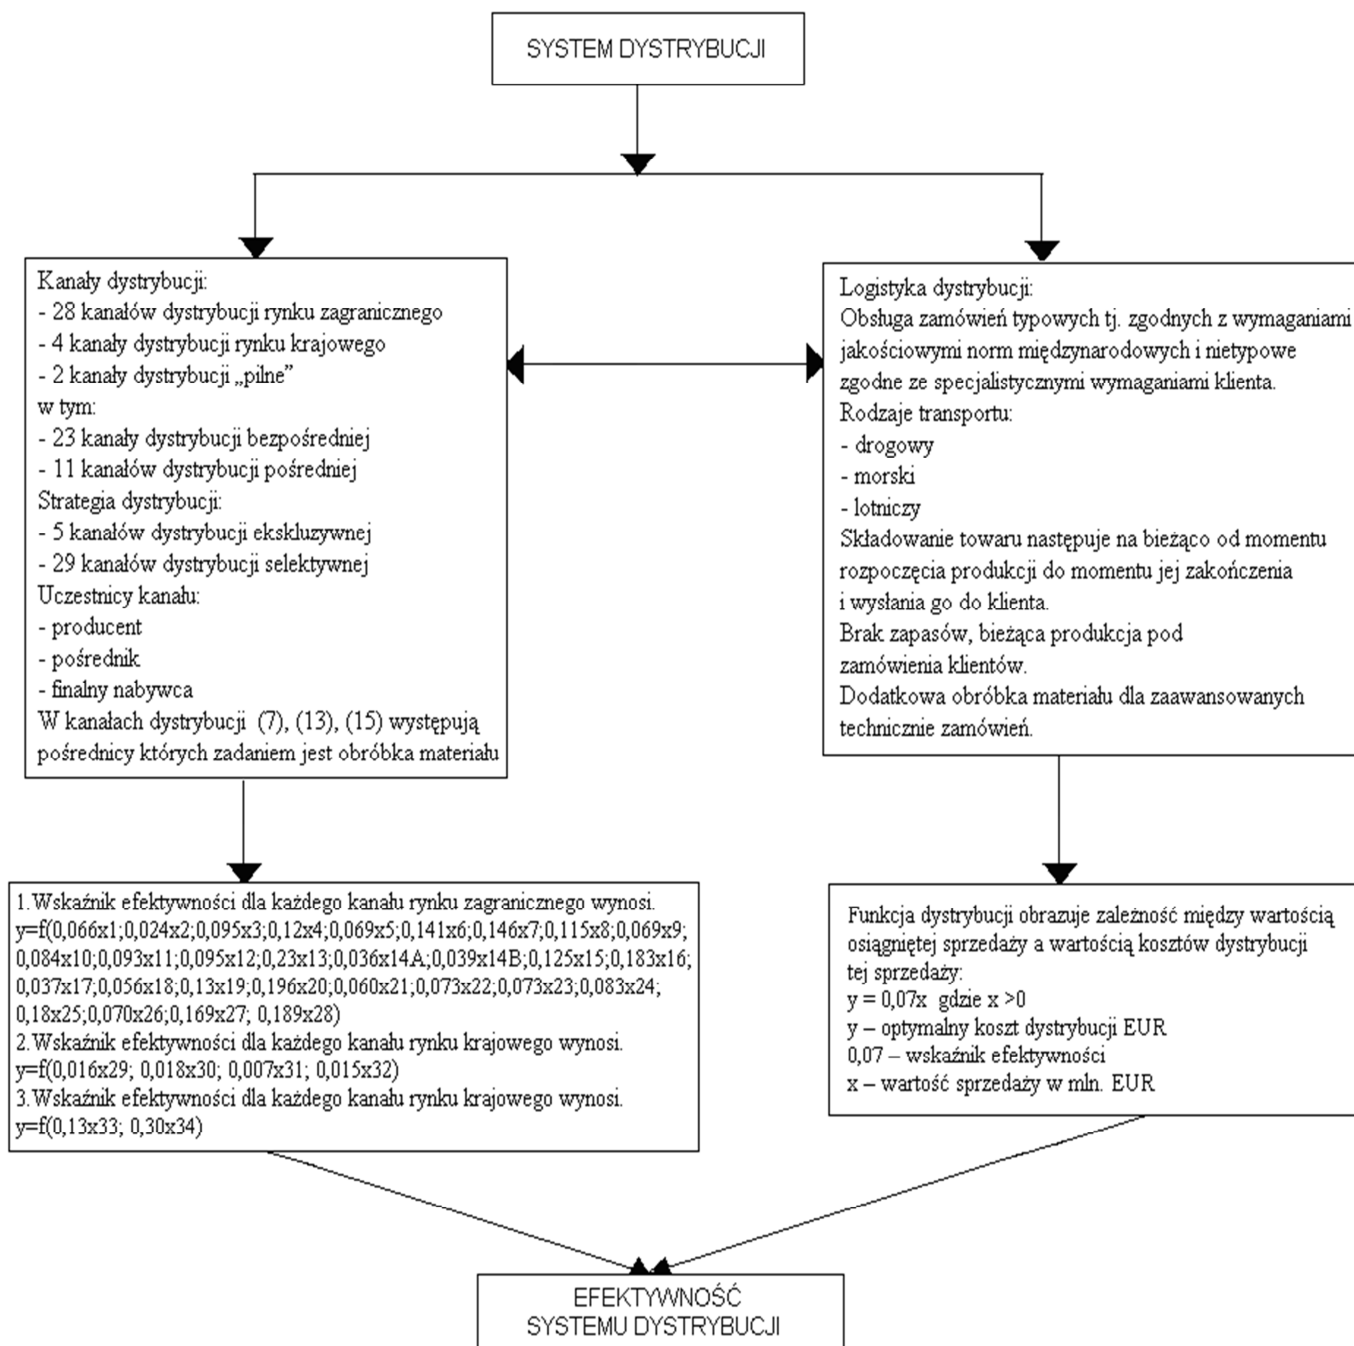 SYSTEM DYSTRYBUCJI
Kanały dystrybucji:
- 28 kanałów dystrybucji rynku zagranicznego
- 4 kanały dystrybucji rynku krajowego
- 2 kanały dystrybucji „pilne”
w tym:
- 23 kanały dystrybucji bezpośredniej
- 11 kanałów dystrybucji pośredniej
Strategia dystrybucji:
- 5 kanałów dystrybucji ekskluzywnej
- 29 kanałów dystrybucji selektywnej
Uczestnicy kanału:
- producent
- pośrednik
- finalny nabywca
W kanałach dystrybucji (7), (13), (15) występują
pośrednicy których zadaniem jest obróbka materiału
Logistyka dystrybucji:
Obsługa zamówień typowych tj. zgodnych z wymaganiami
jakościowymi norm międzynarodowych i nietypowe
zgodne ze specjalistycznymi wymaganiami klienta.
Rodzaje transportu:
- drogowy
- morski
- lotniczy
Składowanie towaru następuje na bieżąco od momentu
rozpoczęcia produkcji do momentu jej zakończenia
i wysłania go do klienta.
Brak zapasów, bieżąca produkcja pod
zamówienia klientów.
Dodatkowa obróbka materiału dla zaawansowanych
technicznie zamówień.
1.Wskaźnik efektywności dla każdego kanału rynku zagranicznego wynosi.
y=f(0,066x1;0,024x2;0,095x3;0,12x4;0,069x5;0,141x6;0,146x7;0,115x8;0,069x9;
0,084x10;0,093x11;0,095x12;0,23x13;0,036x14A;0,039x14B;0,125x15;0,183x16;
0,037x17;0,056x18;0,13x19;0,196x20;0,060x21;0,073x22;0,073x23;0,083x24;
0,18x25;0,070x26;0,169x27; 0,189x28)
2.Wskaźnik efektywności dla każdego kanału rynku krajowego wynosi.
y=f(0,016x29; 0,018x30; 0,007x31; 0,015x32)
3.Wskaźnik efektywności dla każdego kanału rynku krajowego wynosi.
y=f(0,13x33; 0,30x34)
Funkcja dystrybucji obrazuje zależność między wartością
osiągniętej sprzedaży a wartością kosztów dystrybucji
tej sprzedaży:
y = 0,07x gdzie x >0
y – optymalny koszt dystrybucji EUR
0,07 – wskaźnik efektywności
x – wartość sprzedaży w mln. EUR
EFEKTYWNOŚĆ
SYSTEMU DYSTRYBUCJI